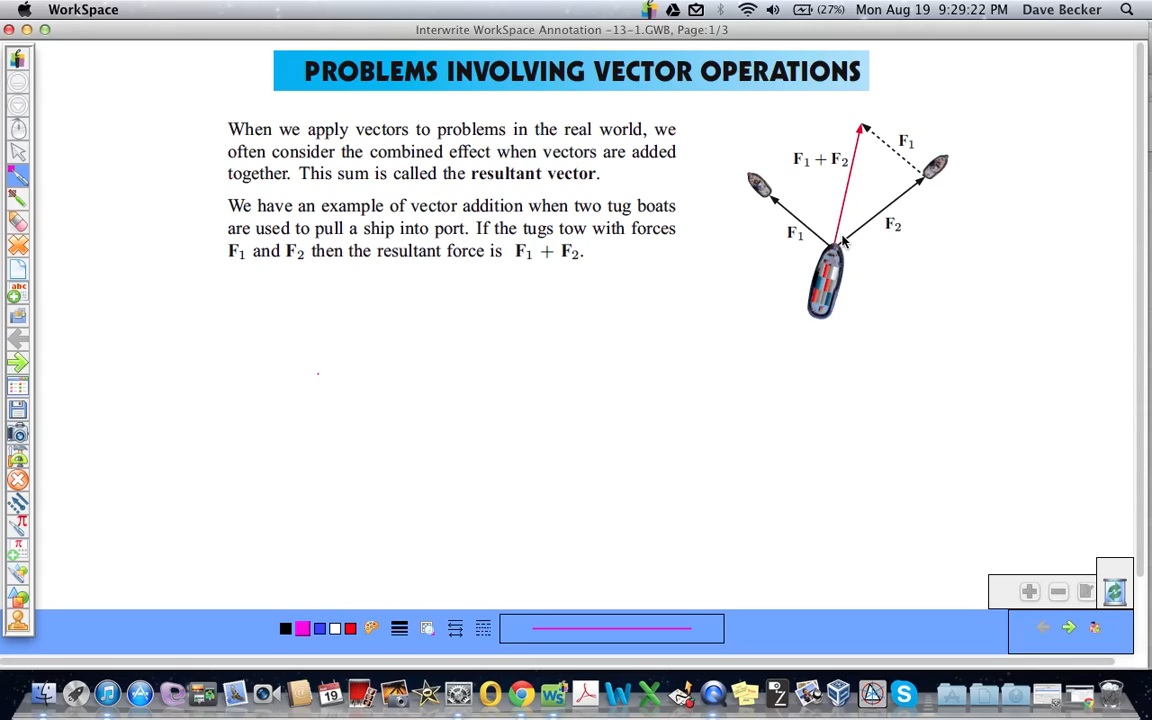 WorkSpace (27%) Mon Aug 19 9:29:22 PM Dave Becker
Interwrite WorkSpace Annotation -13-1.GWB, Page:1/3
PROBLEMS INVOLVING VECTOR OPERATIONS
When we apply vectors to problems in the real world, we
often consider the combined effect when vectors are added
together. This sum is called the resultant vector.
We have an example of vector addition when two tug boats
are used to pull a ship into port. If the tugs tow with forces
F₁ and F₂ then the resultant force is F₁ + F₂.
F₁
F₁ + F₂
F₂
F₁
abc
π
π
19